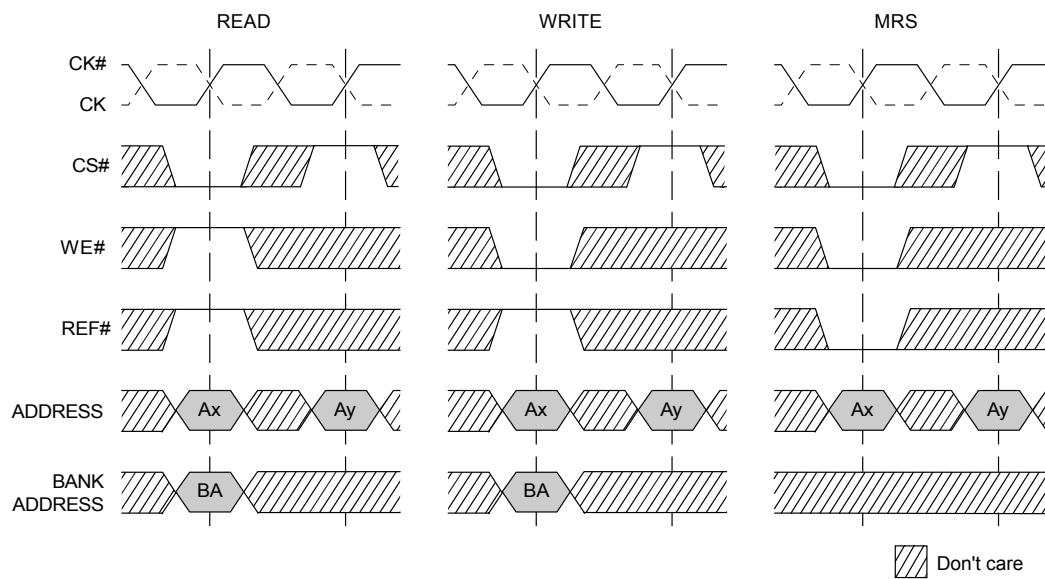 READ WRITE MRS
CK#
CK
CS#
WE#
REF#
ADDRESS Ax Ay Ax Ay Ax Ay
BANK
ADDRESS BA BA
Don't care